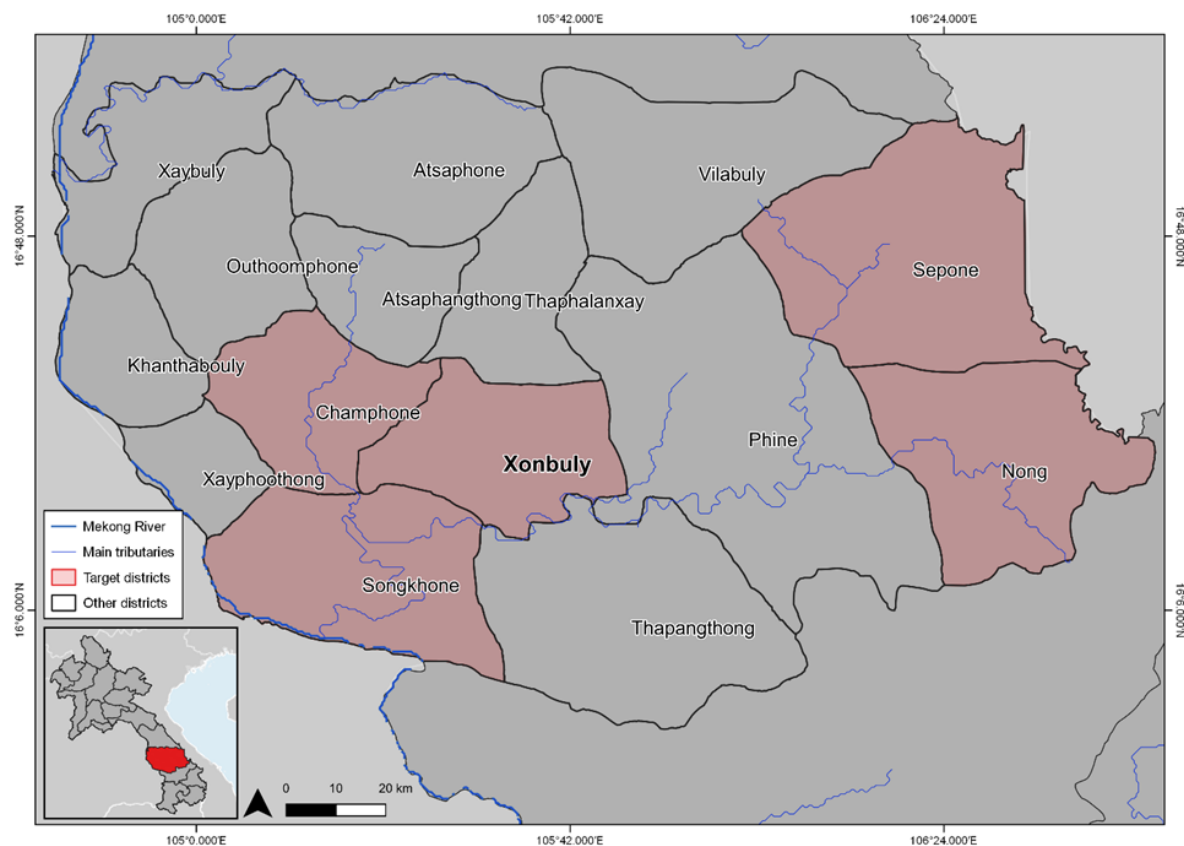 105°0.000'E
105°42.000'E
106°24.000'E
Xaybuly
Atsaphone
Vilabuly
16°48.000'N
16°48.000'N
Outhoomphone
Sepone
Atsaphangthong
Thaphalanxay
Khanthabouly
Champhone
Phine
Xonbuly
Nong
Xayphoothong
Mekong River
Main tributaries
Target districts
Other districts
Songkhone
16°6.000'N
16°6.000'N
Thapangthong
0
10
20 km
105°0.000'E
105°42.000'E
106°24.000'E